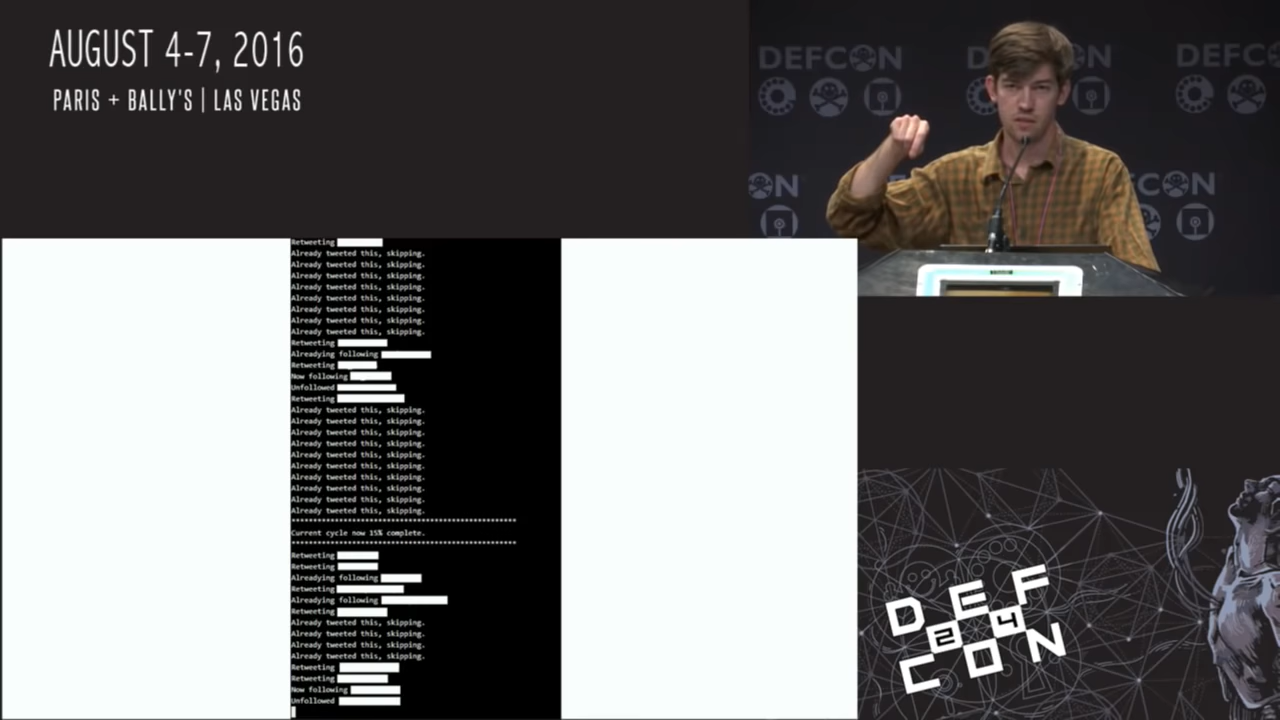 AUGUST 4-7, 2016
PARIS + BALLY'S | LAS VEGAS
DEFCON DEFCON DEFCON
DEFCON DEFCON
Retweeting
Already tweeted this, skipping.
Already tweeted this, skipping.
Already tweeted this, skipping.
Already tweeted this, skipping.
Already tweeted this, skipping.
Already tweeted this, skipping.
Already tweeted this, skipping.
Already tweeted this, skipping.
Retweeting
Alreadying following
Retweeting
Now following
Unfollowed
Retweeting
Already tweeted this, skipping.
Already tweeted this, skipping.
Already tweeted this, skipping.
Already tweeted this, skipping.
Already tweeted this, skipping.
Already tweeted this, skipping.
Already tweeted this, skipping.
Already tweeted this, skipping.
Already tweeted this, skipping.
Already tweeted this, skipping.
****************************************************
Current cycle now 15% complete.
****************************************************
Retweeting
Retweeting
Alreadying following
Retweeting
Alreadying following
Retweeting
Already tweeted this, skipping.
Already tweeted this, skipping.
Already tweeted this, skipping.
Already tweeted this, skipping.
Retweeting
Retweeting
Now following
Unfollowed
DEF
24
CON